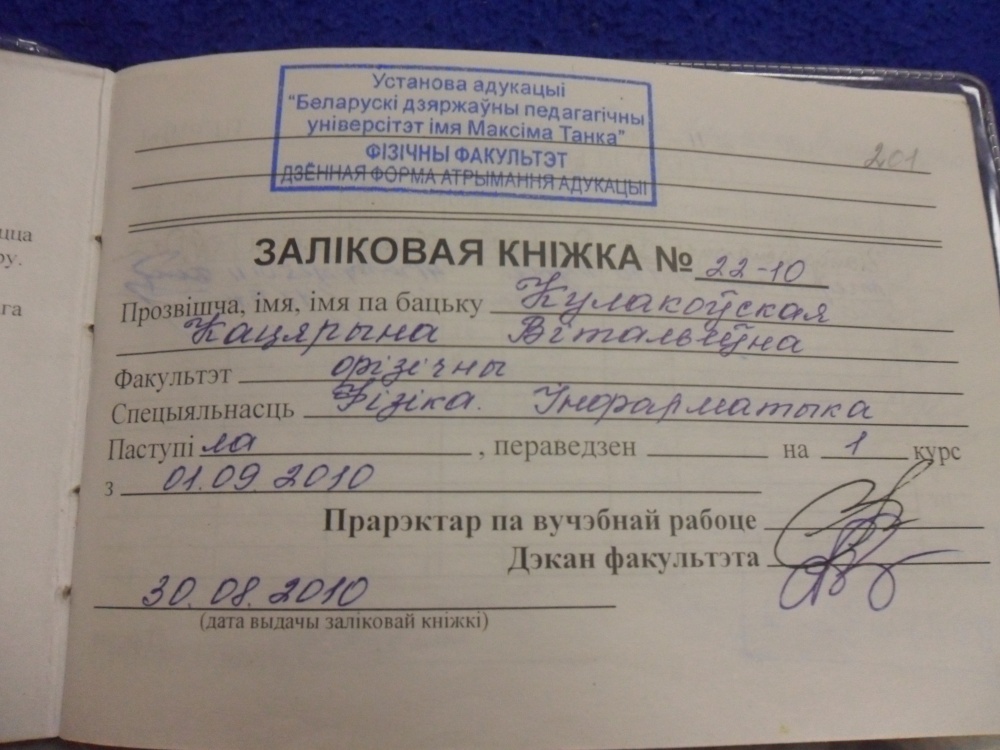 Установа адукацыі
"Беларускі дзяржаўны педагагічны
універсітэт імя Максіма Танка"
ФІЗІЧНЫ ФАКУЛЬТЭТ
ДЗЁННАЯ ФОРМА АТРЫМАННЯ АДУКАЦЫІ
201
ЗАЛІКОВАЯ КНІЖКА № 22-10
Прозвішча, імя, імя па бацьку Кулакоўская
Кацярына Вітальеўна
Факультэт фізічны
Спецыяльнасць Фізіка. Інфарматыка
Паступіла, пераведзен на 1 курс
з 01.09.2010
Прарэктар па вучэбнай рабоце
Дэкан факультэта
30.08.2010
(дата выдачы заліковай кніжкі)